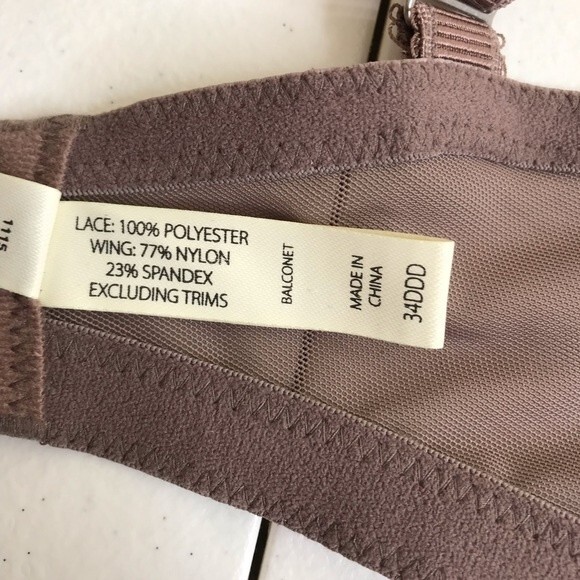 LACE: 100% POLYESTER
WING: 77% NYLON
23% SPANDEX
EXCLUDING TRIMS
BALCONET
MADE IN
CHINA
34DDD